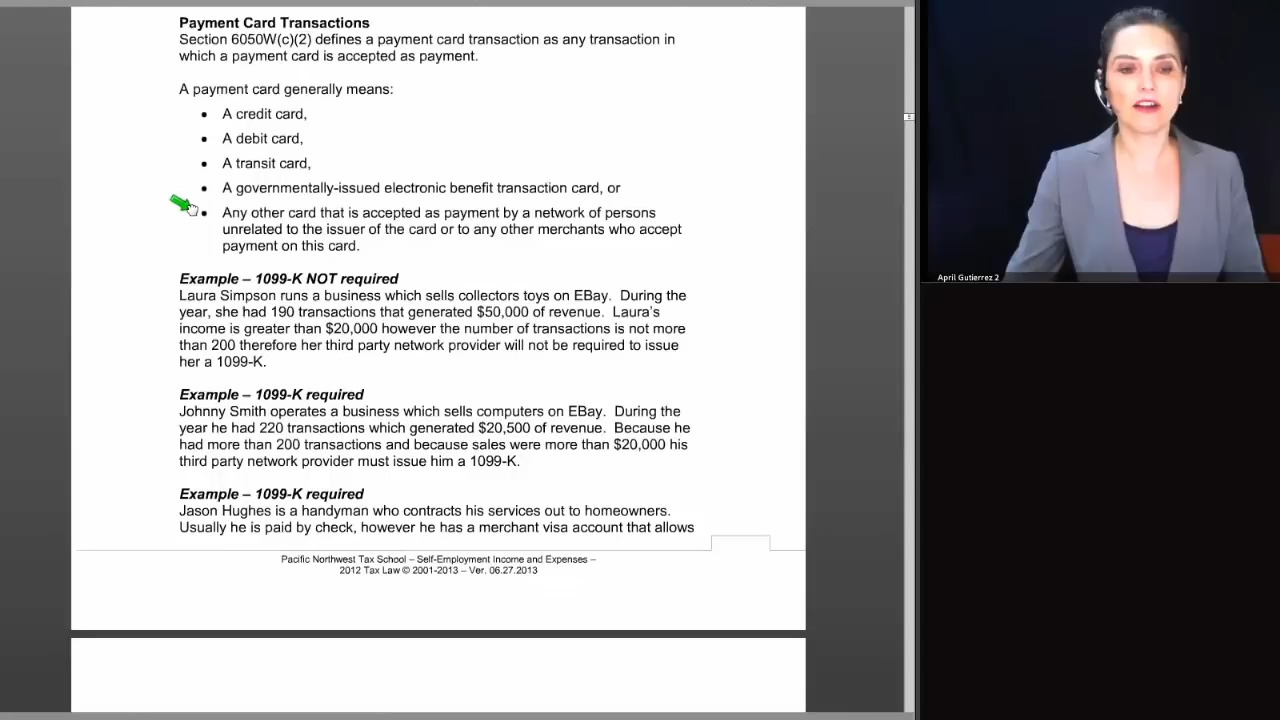 Payment Card Transactions
Section 6050W(c)(2) defines a payment card transaction as any transaction in
which a payment card is accepted as payment.
A payment card generally means:
• A credit card,
• A debit card,
• A transit card,
• A governmentally-issued electronic benefit transaction card, or
• Any other card that is accepted as payment by a network of persons
unrelated to the issuer of the card or to any other merchants who accept
payment on this card.
Example – 1099-K NOT required
Laura Simpson runs a business which sells collectors toys on EBay. During the
year, she had 190 transactions that generated $50,000 of revenue. Laura's
income is greater than $20,000 however the number of transactions is not more
than 200 therefore her third party network provider will not be required to issue
her a 1099-K.
Example – 1099-K required
Johnny Smith operates a business which sells computers on EBay. During the
year he had 220 transactions which generated $20,500 of revenue. Because he
had more than 200 transactions and because sales were more than $20,000 his
third party network provider must issue him a 1099-K.
Example – 1099-K required
Jason Hughes is a handyman who contracts his services out to homeowners.
Usually he is paid by check, however he has a merchant visa account that allows
Pacific Northwest Tax School – Self-Employment Income and Expenses –
2012 Tax Law © 2001-2013 – Ver. 06.27.2013
April Gutierrez 2